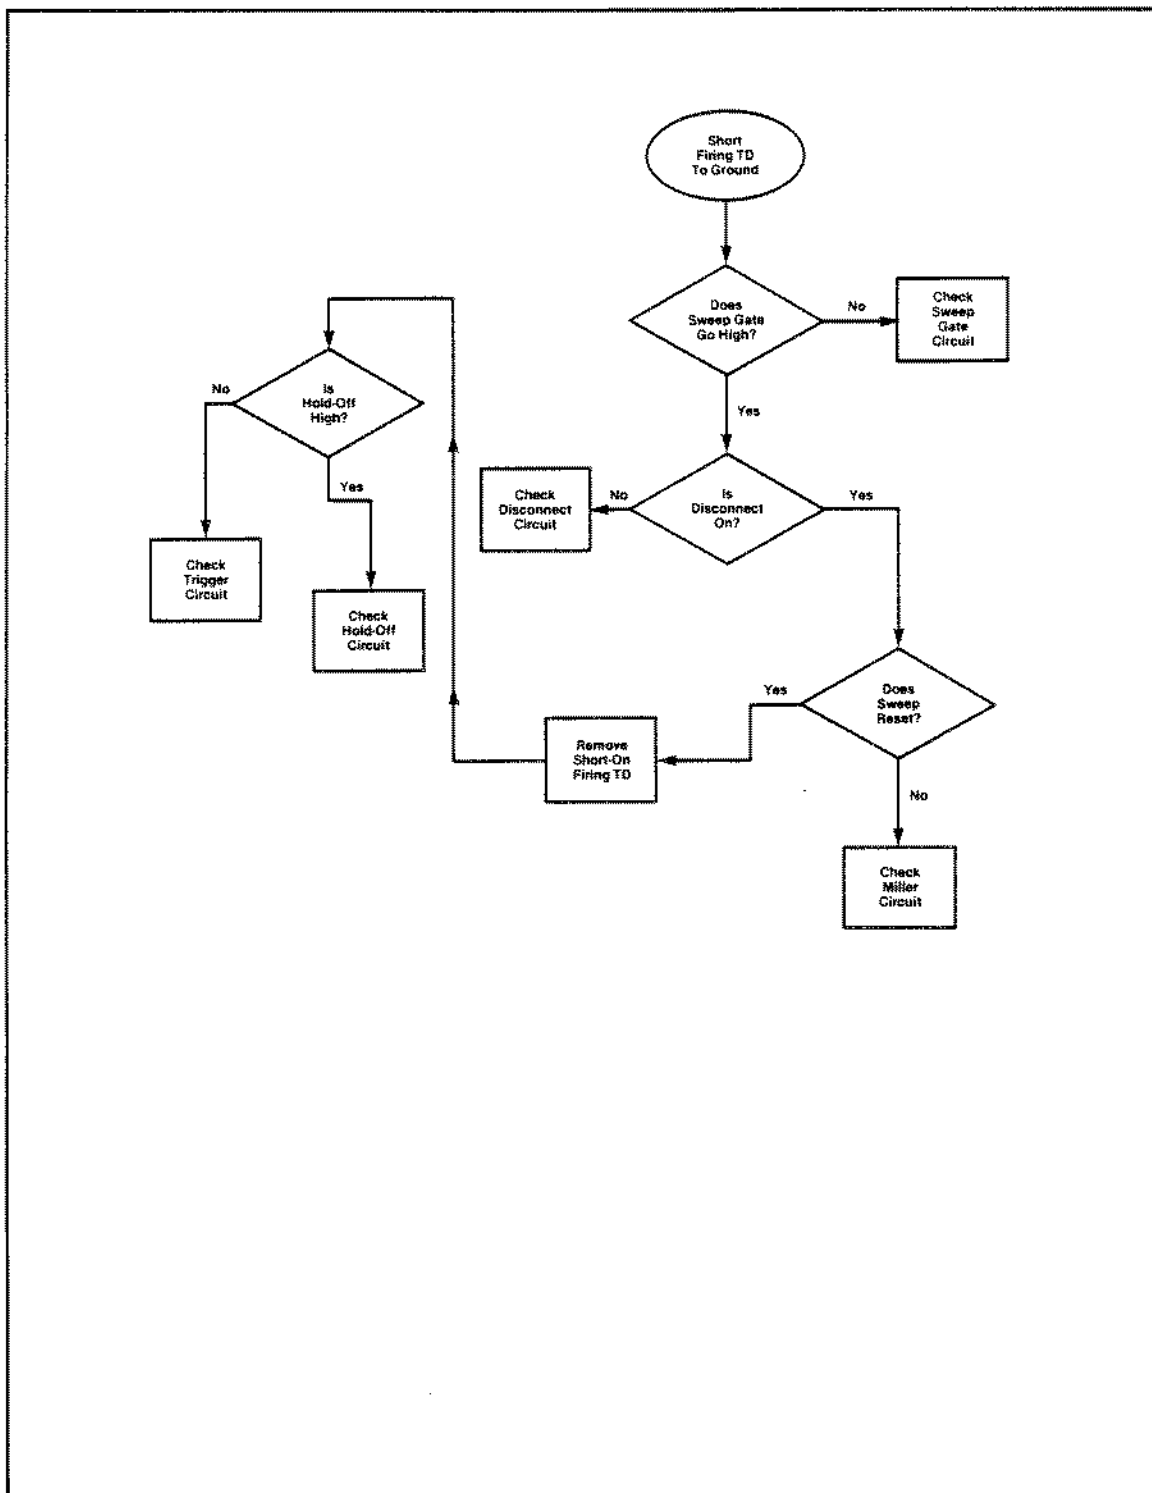 Short
Firing TD
To Ground
Does
Sweep Gate
Go High?
No
Check
Sweep
Gate
Circuit
Yes
Is
Disconnect
On?
No
Check
Disconnect
Circuit
Yes
Does
Sweep
Reset?
No
Check
Miller
Circuit
Yes
Remove
Short-On
Firing TD
Is
Hold-Off
High?
No
Check
Trigger
Circuit
Yes
Check
Hold-Off
Circuit